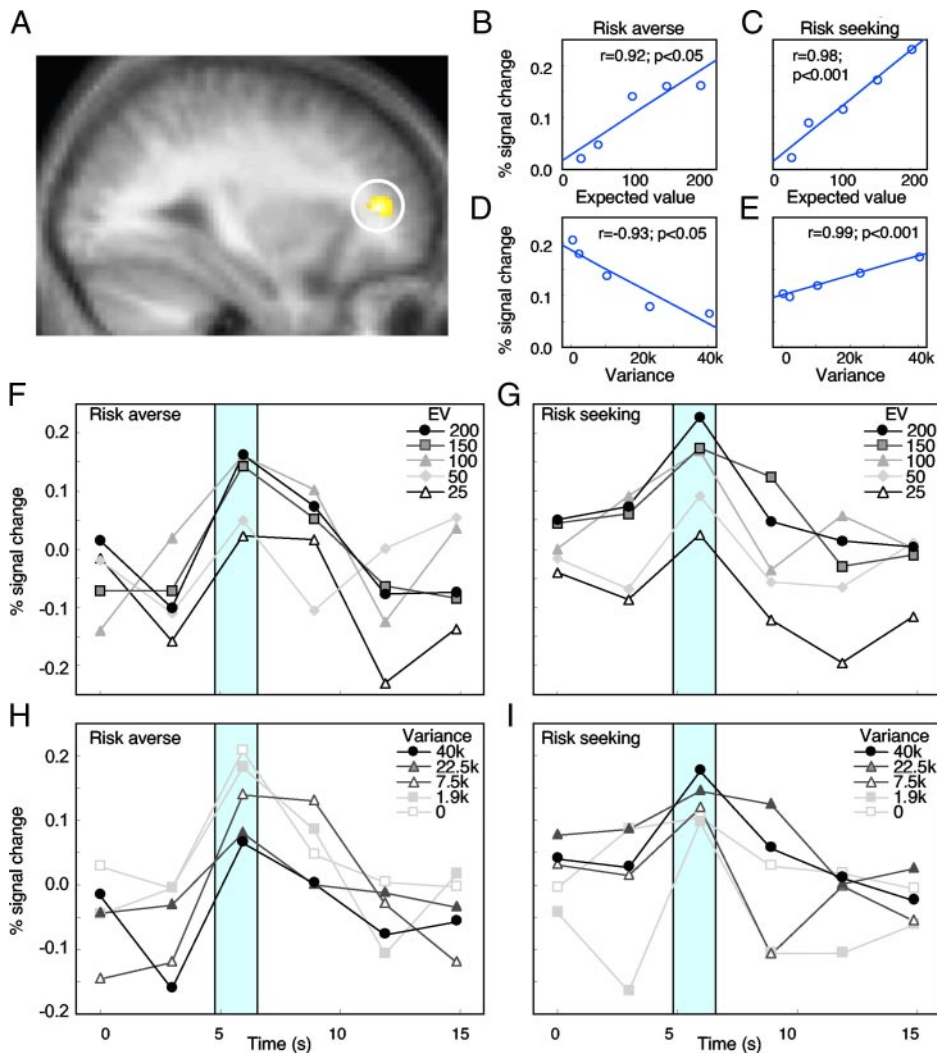 A
B
Risk averse
C
Risk seeking
r=0.92; p<0.05
r=0.98;
p<0.001
% signal change
0.2
0.1
0.0
0 100 200
0 100 200
Expected value
Expected value
D
E
r=-0.93; p<0.05
r=0.99; p<0.001
% signal change
0.2
0.1
0.0
0 20k 40k
0 20k 40k
Variance
Variance
F
Risk averse
EV
200
150
100
50
25
% signal change
0.2
0.1
0.0
-0.1
-0.2
G
Risk seeking
EV
200
150
100
50
25
0 5 10 15
H
Risk averse
Variance
40k
22.5k
7.5k
1.9k
0
% signal change
0.2
0.1
0.0
-0.1
-0.2
0 5 10 15
Time (s)
I
Risk seeking
Variance
40k
22.5k
7.5k
1.9k
0
0 5 10 15
Time (s)